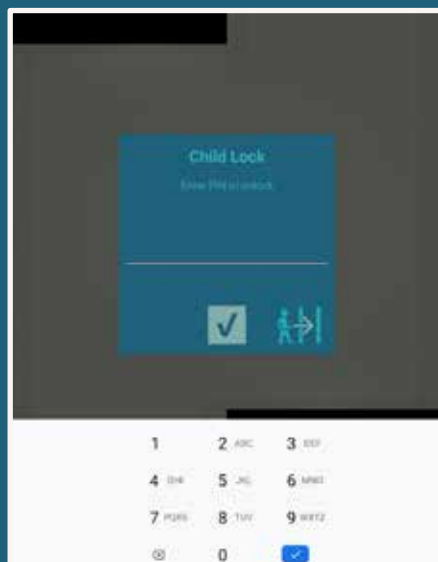 Child Lock
Enter PIN to unlock
1
2 ABC
3 DEF
4 GHI
5 JKL
6 MNO
7 PQRS
8 TUV
9 WXYZ
0